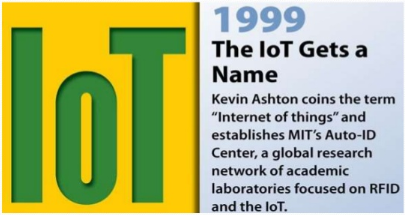 IoT
1999
The IoT Gets a
Name
Kevin Ashton coins the term
"Internet of things" and
establishes MIT's Auto-ID
Center, a global research
network of academic
laboratories focused on RFID
and the IoT.